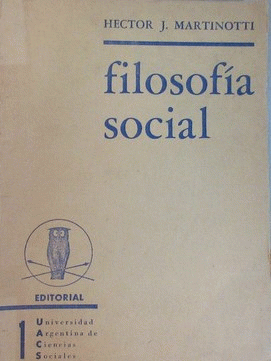 HECTOR J. MARTINOTTI
filosofía
social
EDITORIAL
1
Universidad
Argentina de
Ciencias
Sociales